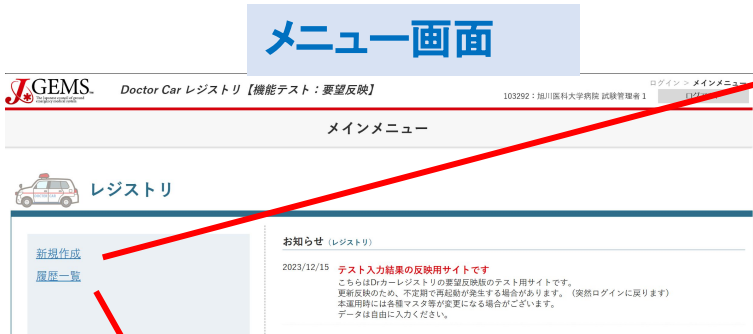 メニュー画面
JGEMS
Doctor Car レジストリ【機能テスト：要望反映】
ログイン > メインメニュー
103292：旭川医科大学病院 試験管理者１
メインメニュー
レジストリ
新規作成
履歴一覧
お知らせ（レジストリ）
2023/12/15 テスト入力結果の反映用サイトです
こちらはDrカーレジストリの要望反映版のテスト用サイトです。
更新反映のため、不定期で再起動が発生する場合があります。（突然ログインに戻ります）
本運用時には各種マスタ等が変更になる場合がございます。
データは自由に入力ください。